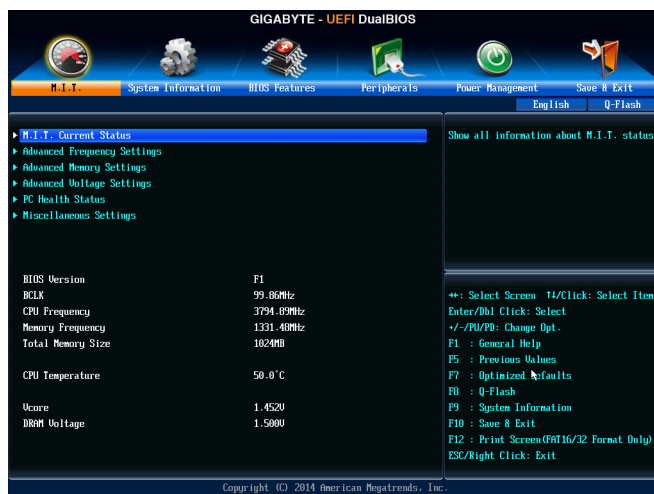 GIGABYTE - UEFI DualBIOS
M.I.T. System Information BIOS Features Peripherals Power Management Save & Exit
English Q-Flash
M.I.T. Current Status
Advanced Frequency Settings
Advanced Memory Settings
Advanced Voltage Settings
PC Health Status
Miscellaneous Settings
Show all information about M.I.T. status
BIOS Version F1
BCLK 99.86MHz
CPU Frequency 3794.89MHz
Memory Frequency 1331.48MHz
Total Memory Size 1024MB
CPU Temperature 50.0°C
Vcore 1.452V
DRAM Voltage 1.500V
→←: Select Screen ↑↓/Click: Select Item
Enter/Dbl Click: Select
+/-/PU/PD: Change Opt.
F1 : General Help
F5 : Previous Values
F7 : Optimized Defaults
F8 : Q-Flash
F9 : System Information
F10 : Save & Exit
F12 : Print Screen(FAT16/32 Format Only)
ESC/Right Click: Exit
Copyright (C) 2014 American Megatrends, Inc.